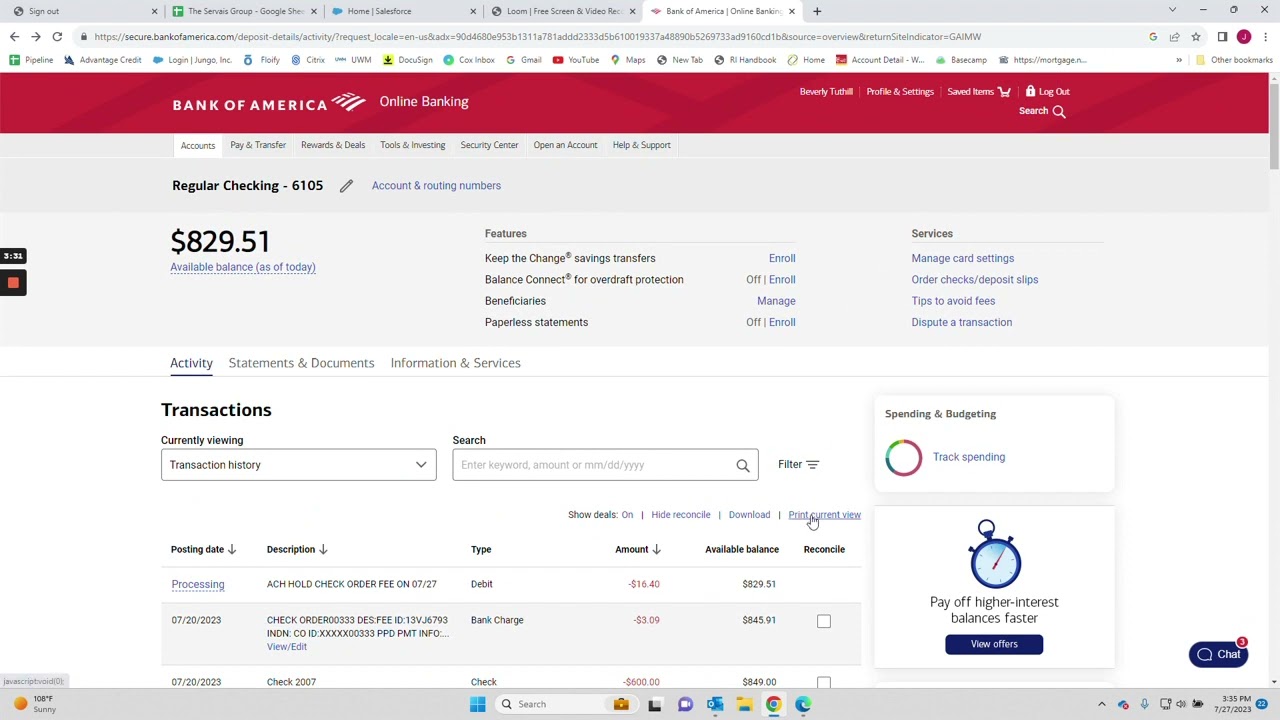 Sign out
The Servais Group - Google Shee
Home | Salesforce
Loom | Free Screen & Video Rec
Bank of America | Online Banking
https://secure.bankofamerica.com/deposit-details/activity/?request_locale=en-us&adx=90d4680e953b1311a781addd2333d5b610019337a48890b5269733ad9160cd1b&source=overview&returnSiteIndicator=GAIMW
J
Pipeline
Advantage Credit
Login | Jungo, Inc.
Floify
Citrix
UWM UWM
DocuSign
Cox Inbox
Gmail
YouTube
Maps
New Tab
RI Handbook
Home
Account Detail - W...
Basecamp
https://mortgage.n...
»
Other bookmarks
BANK OF AMERICA
Online Banking
Beverly Tuthill
Profile & Settings
Saved Items
Log Out
Search
Accounts
Pay & Transfer
Rewards & Deals
Tools & Investing
Security Center
Open an Account
Help & Support
Regular Checking - 6105
Account & routing numbers
$829.51
Available balance (as of today)
3:31
Features
Keep the Change® savings transfers Enroll
Balance Connect® for overdraft protection Off | Enroll
Beneficiaries Manage
Paperless statements Off | Enroll
Services
Manage card settings
Order checks/deposit slips
Tips to avoid fees
Dispute a transaction
Activity
Statements & Documents
Information & Services
Transactions
Currently viewing
Transaction history
Search
Enter keyword, amount or mm/dd/yyyy
Filter
Show deals: On | Hide reconcile | Download | Print current view
Posting date Description Type Amount Available balance Reconcile
Processing ACH HOLD CHECK ORDER FEE ON 07/27 Debit -$16.40 $829.51
07/20/2023 CHECK ORDER00333 DES:FEE ID:13VJ6793 Bank Charge -$3.09 $845.91
INDN: CO ID:XXXXX00333 PPD PMT INFO:...
View/Edit
07/20/2023 Check 2007 Check -$600.00 $849.00
Spending & Budgeting
Track spending
Pay off higher-interest
balances faster
View offers
Chat
3
javascript:void(0);
108°F
Sunny
Search
3:35 PM
7/27/2023
22